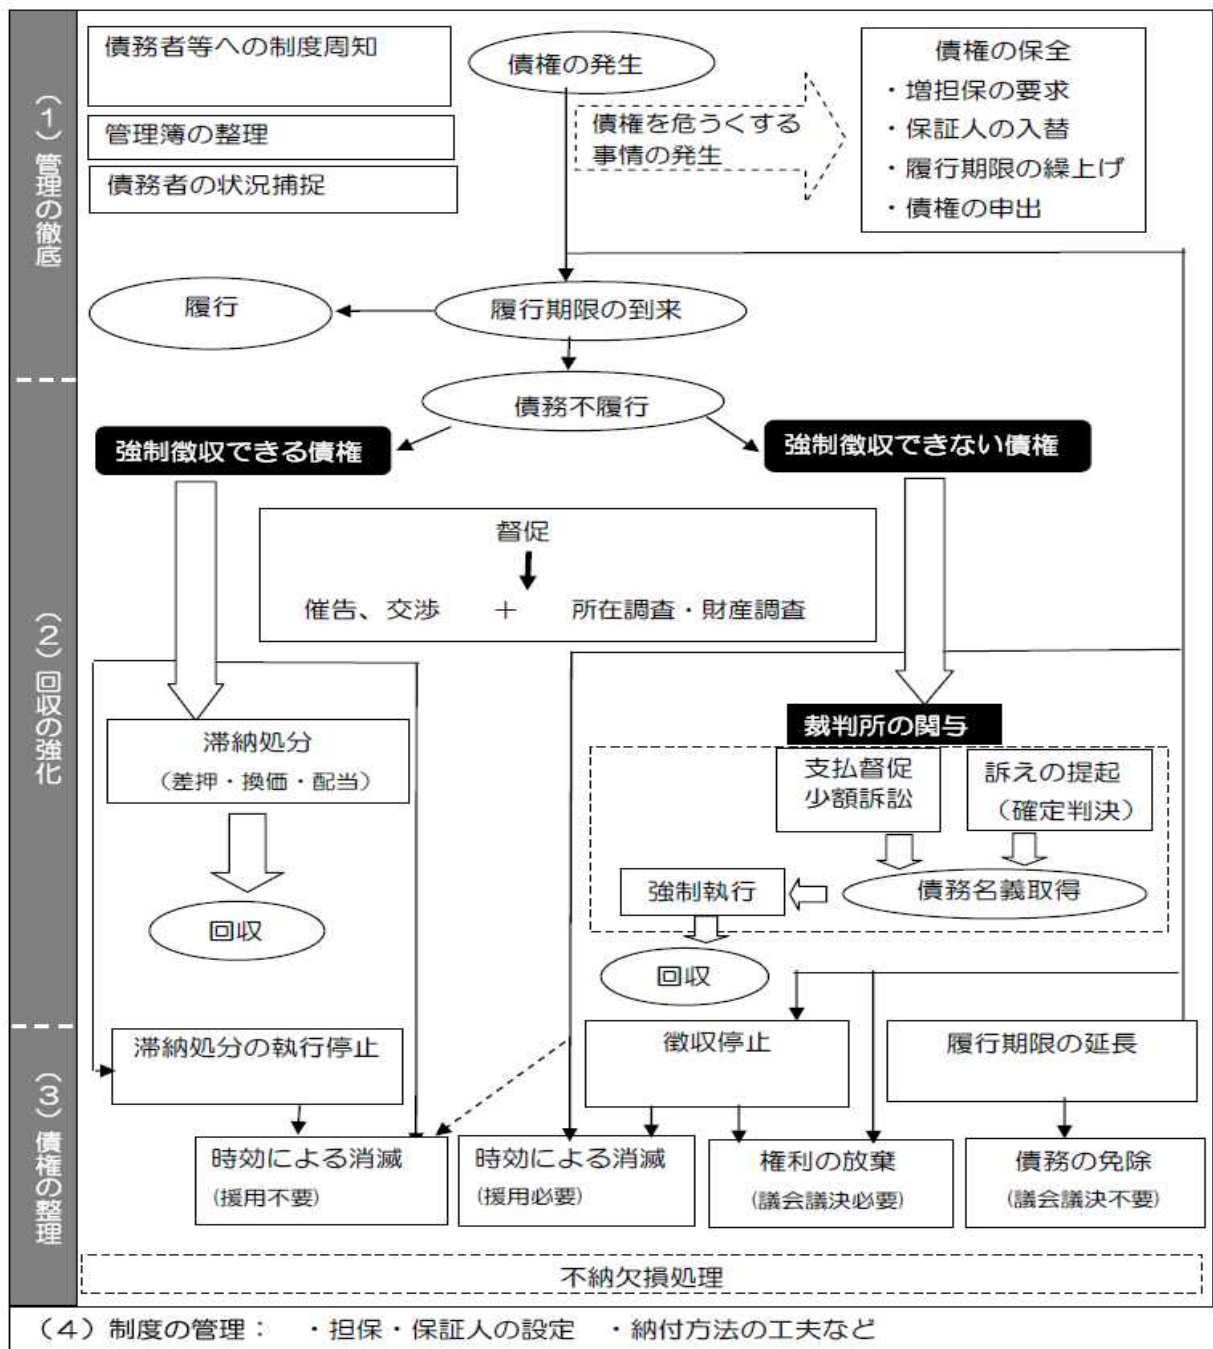 （１）管理の徹底
債務者等への制度周知
管理簿の整理
債務者の状況捕捉
債権の発生
債権を危うくする
事情の発生
債権の保全
・増担保の要求
・保証人の入替
・履行期限の繰上げ
・債権の申出
履行
履行期限の到来
（２）回収の強化
債務不履行
強制徴収できる債権
強制徴収できない債権
督促
催告、交渉　＋　所在調査・財産調査
滞納処分
（差押・換価・配当）
回収
裁判所の関与
支払督促
少額訴訟
訴えの提起
（確定判決）
債務名義取得
強制執行
回収
（３）債権の整理
滞納処分の執行停止
徴収停止
履行期限の延長
時効による消滅
（援用不要）
時効による消滅
（援用必要）
権利の放棄
（議会議決必要）
債務の免除
（議会議決不要）
不納欠損処理
（４）制度の管理：　・担保・保証人の設定　・納付方法の工夫など